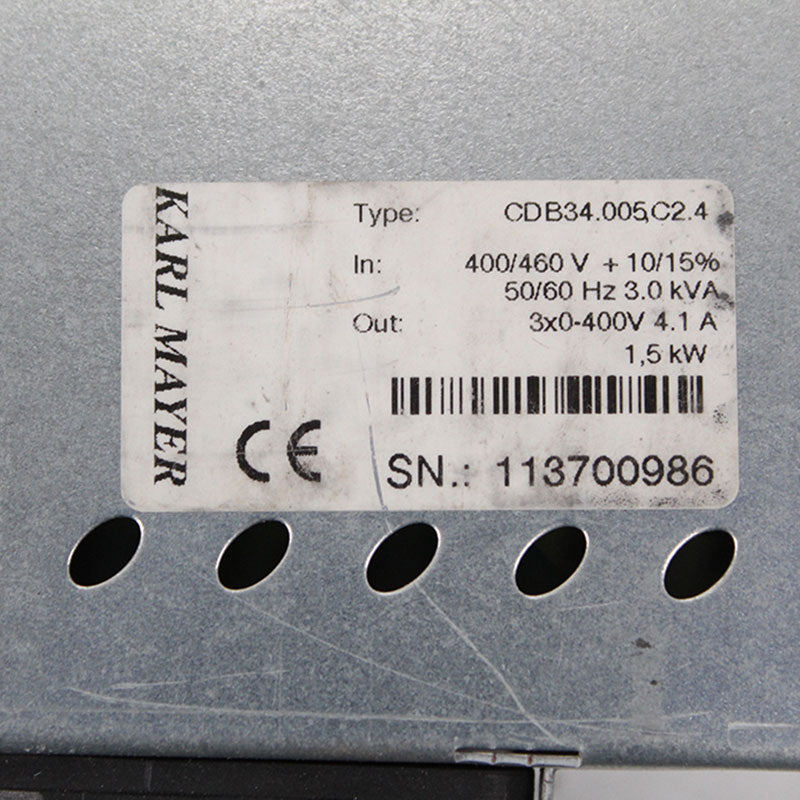 KARL MAYER
Type: CDB34.005,C2.4
In: 400/460 V + 10/15%
50/60 Hz 3.0 kVA
Out: 3x0-400V 4.1 A
1,5 kW
CE
SN.: 113700986